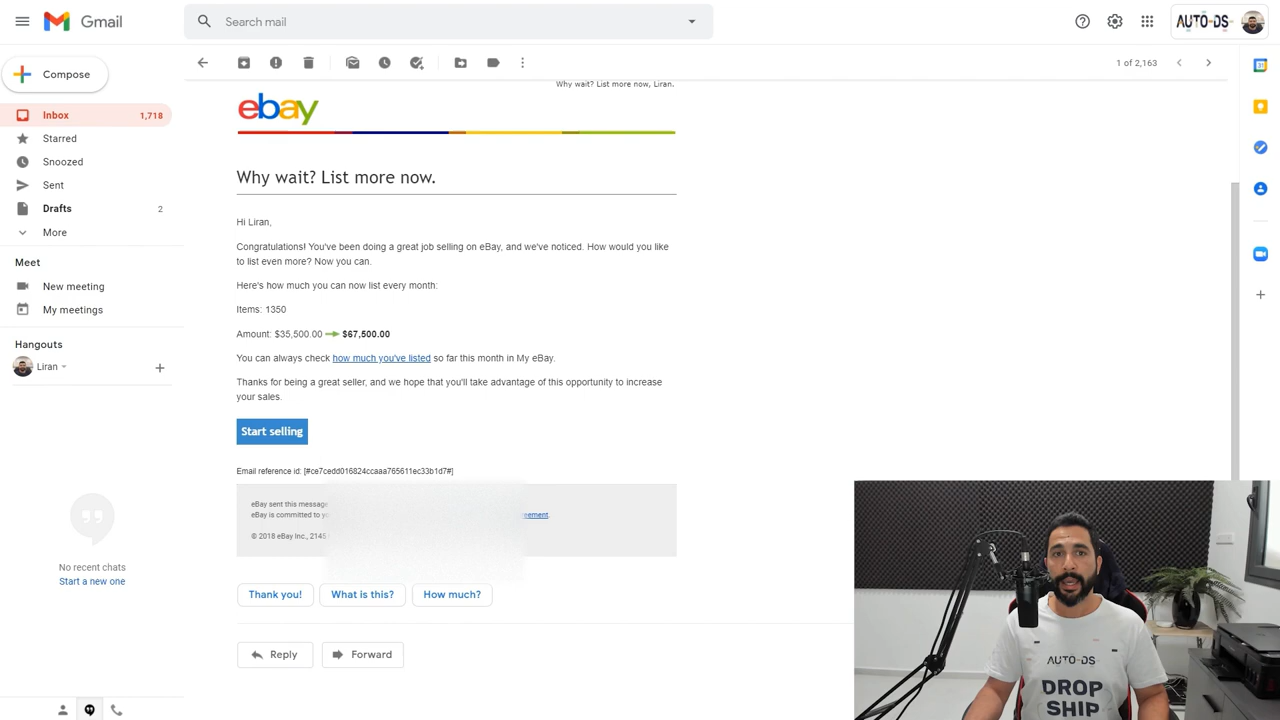 Gmail
Search mail
AUTO-DS
Compose
1 of 2,163
Inbox 1,718
Starred
Snoozed
Sent
Drafts 2
More
Meet
New meeting
My meetings
Hangouts
Liran
No recent chats
Start a new one
Why wait? List more now, Liran.
ebay
Why wait? List more now.
Hi Liran,
Congratulations! You've been doing a great job selling on eBay, and we've noticed. How would you like
to list even more? Now you can.
Here's how much you can now list every month:
Items: 1350
Amount: $35,500.00 $67,500.00
You can always check how much you've listed so far this month in My eBay.
Thanks for being a great seller, and we hope that you'll take advantage of this opportunity to increase
your sales.
Start selling
Email reference id: [#ce7cedd016824ccaaa765611ec33b1d7#]
eBay sent this message
eBay is committed to
© 2018 eBay Inc., 2145
Thank you!
What is this?
How much?
Reply
Forward
AUTO-DS
DROP
SHIP